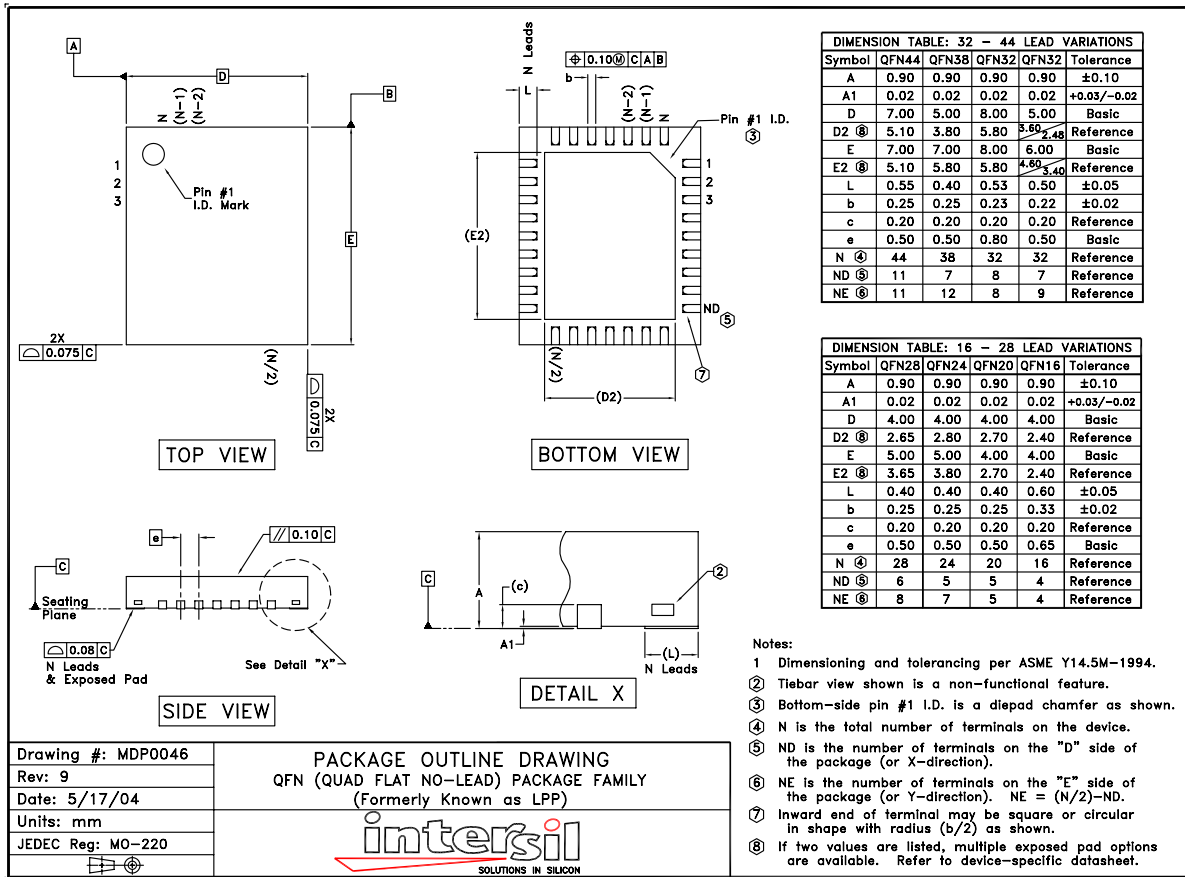 A
D
N
(N-1)
(N-2)
B
1
2
3
Pin #1
I.D. Mark
E
2X
0.075 C
(N/2)
2X
0.075 C
TOP VIEW
N Leads
L
b
0.10 Ⓜ C A B
(N-2)
(N-1)
N
Pin #1 I.D.
3
1
2
3
(E2)
ND
5
7
(N/2)
(D2)
BOTTOM VIEW
e
// 0.10 C
C
Seating
Plane
0.08 C
N Leads
& Exposed Pad
See Detail "X"
SIDE VIEW
C
A
(c)
2
A1
(L)
N Leads
DETAIL X
DIMENSION TABLE: 32 - 44 LEAD VARIATIONS
Symbol QFN44 QFN38 QFN32 QFN32 Tolerance
A 0.90 0.90 0.90 0.90 ±0.10
A1 0.02 0.02 0.02 0.02 +0.03/-0.02
D 7.00 5.00 8.00 5.00 Basic
D2 ⑧ 5.10 3.80 5.80 3.60/2.48 Reference
E 7.00 7.00 8.00 6.00 Basic
E2 ⑧ 5.10 5.80 5.80 4.60/3.40 Reference
L 0.55 0.40 0.53 0.50 ±0.05
b 0.25 0.25 0.23 0.22 ±0.02
c 0.20 0.20 0.20 0.20 Reference
e 0.50 0.50 0.80 0.50 Basic
N ④ 44 38 32 32 Reference
ND ⑤ 11 7 8 7 Reference
NE ⑥ 11 12 8 9 Reference
DIMENSION TABLE: 16 - 28 LEAD VARIATIONS
Symbol QFN28 QFN24 QFN20 QFN16 Tolerance
A 0.90 0.90 0.90 0.90 ±0.10
A1 0.02 0.02 0.02 0.02 +0.03/-0.02
D 4.00 4.00 4.00 4.00 Basic
D2 ⑧ 2.65 2.80 2.70 2.40 Reference
E 5.00 5.00 4.00 4.00 Basic
E2 ⑧ 3.65 3.80 2.70 2.40 Reference
L 0.40 0.40 0.40 0.60 ±0.05
b 0.25 0.25 0.25 0.33 ±0.02
c 0.20 0.20 0.20 0.20 Reference
e 0.50 0.50 0.50 0.65 Basic
N ④ 28 24 20 16 Reference
ND ⑤ 6 5 5 4 Reference
NE ⑥ 8 7 5 4 Reference
Notes:
1 Dimensioning and tolerancing per ASME Y14.5M-1994.
② Tiebar view shown is a non-functional feature.
③ Bottom-side pin #1 I.D. is a diepad chamfer as shown.
④ N is the total number of terminals on the device.
⑤ ND is the number of terminals on the "D" side of
the package (or X-direction).
⑥ NE is the number of terminals on the "E" side of
the package (or Y-direction). NE = (N/2)-ND.
⑦ Inward end of terminal may be square or circular
in shape with radius (b/2) as shown.
⑧ If two values are listed, multiple exposed pad options
are available. Refer to device-specific datasheet.
Drawing #: MDP0046
Rev: 9
Date: 5/17/04
Units: mm
JEDEC Reg: MO-220
PACKAGE OUTLINE DRAWING
QFN (QUAD FLAT NO-LEAD) PACKAGE FAMILY
(Formerly Known as LPP)
intersil
SOLUTIONS IN SILICON